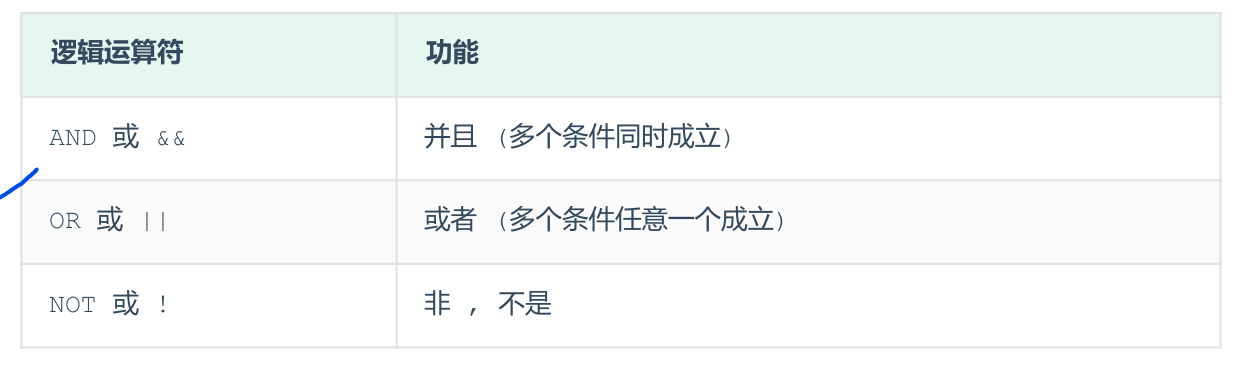 逻辑运算符 功能
AND 或 && 并且 (多个条件同时成立)
OR 或 || 或者 (多个条件任意一个成立)
NOT 或 ! 非 , 不是